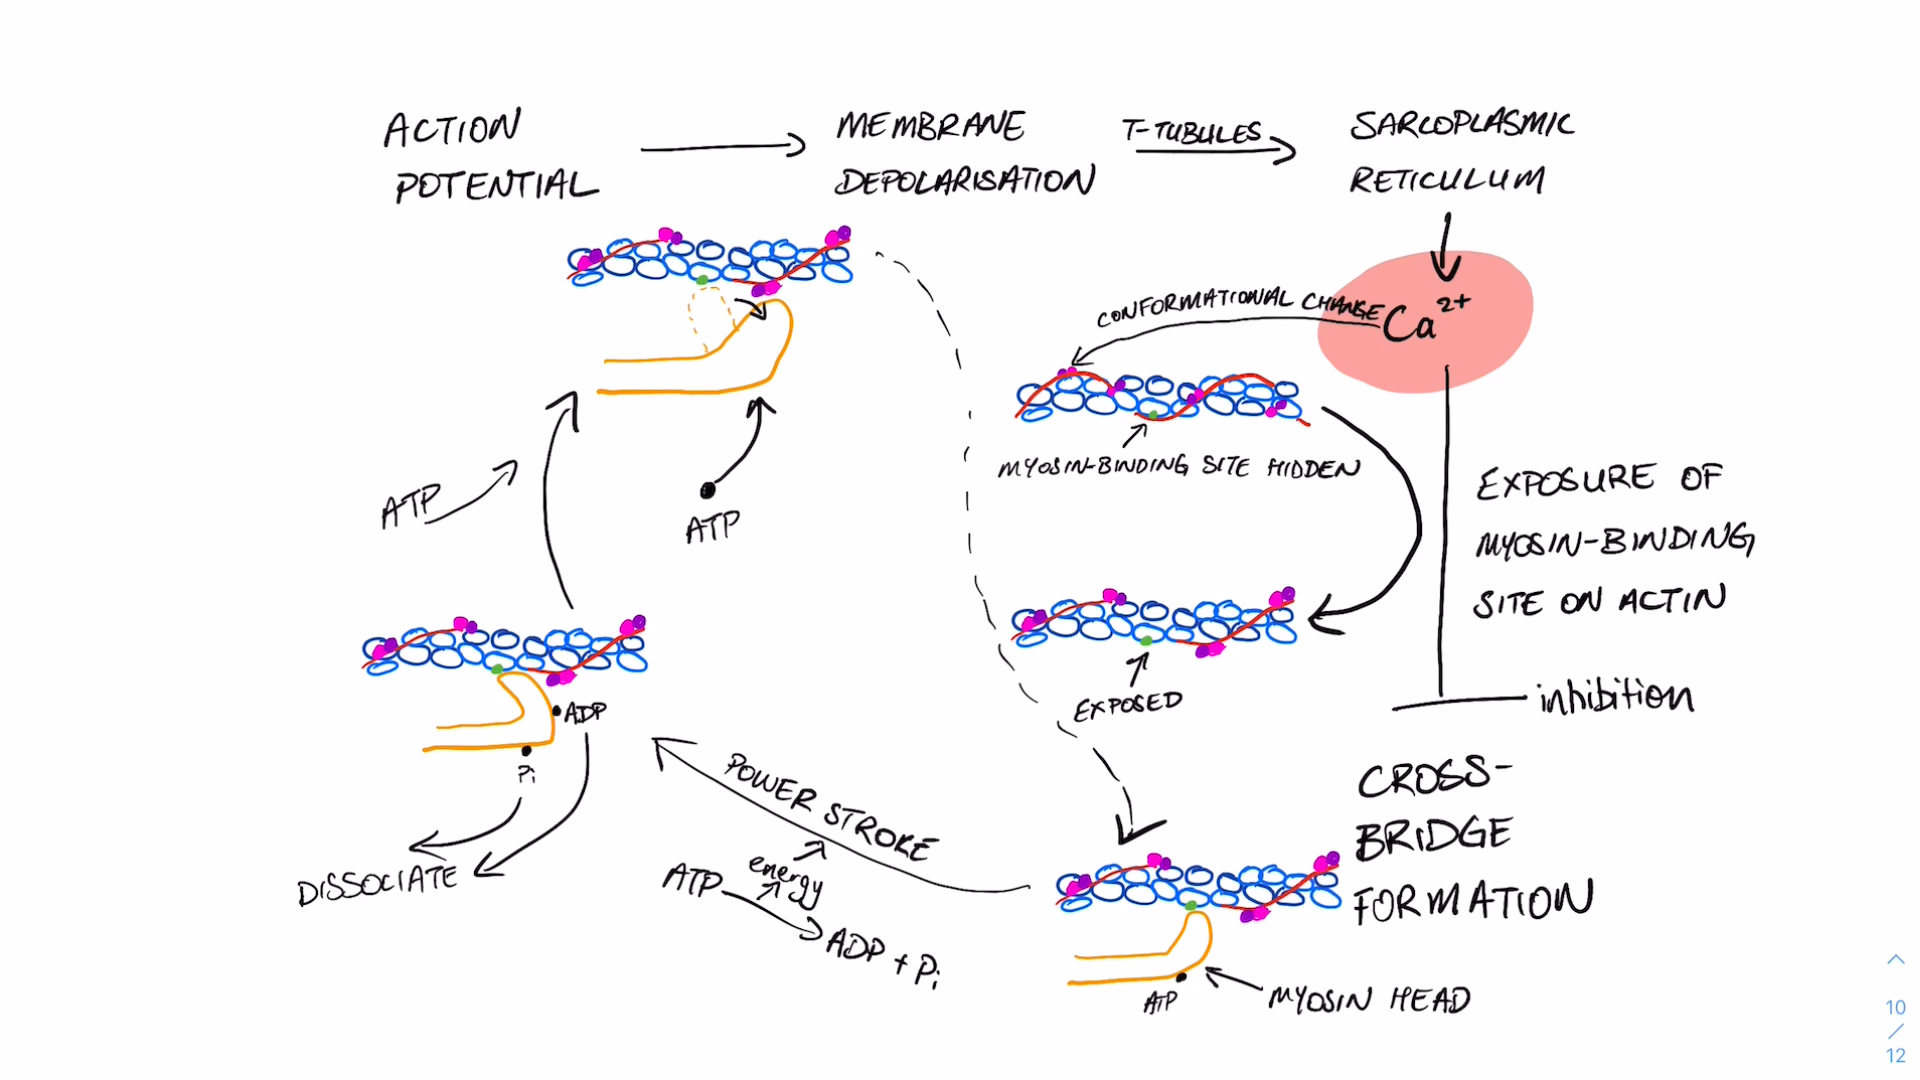 ACTION
POTENTIAL
MEMBRANE
DEPOLARISATION
T-TUBULES
SARCOPLASMIC
RETICULUM
Ca²⁺
CONFORMATIONAL CHANGE
MYOSIN-BINDING SITE HIDDEN
EXPOSURE OF
MYOSIN-BINDING
SITE ON ACTIN
EXPOSED
inhibition
CROSS-
BRIDGE
FORMATION
ATP
MYOSIN HEAD
POWER STROKE
energy
ATP
ADP + Pi
ADP
Pi
DISSOCIATE
ATP
ATP
10
/
12